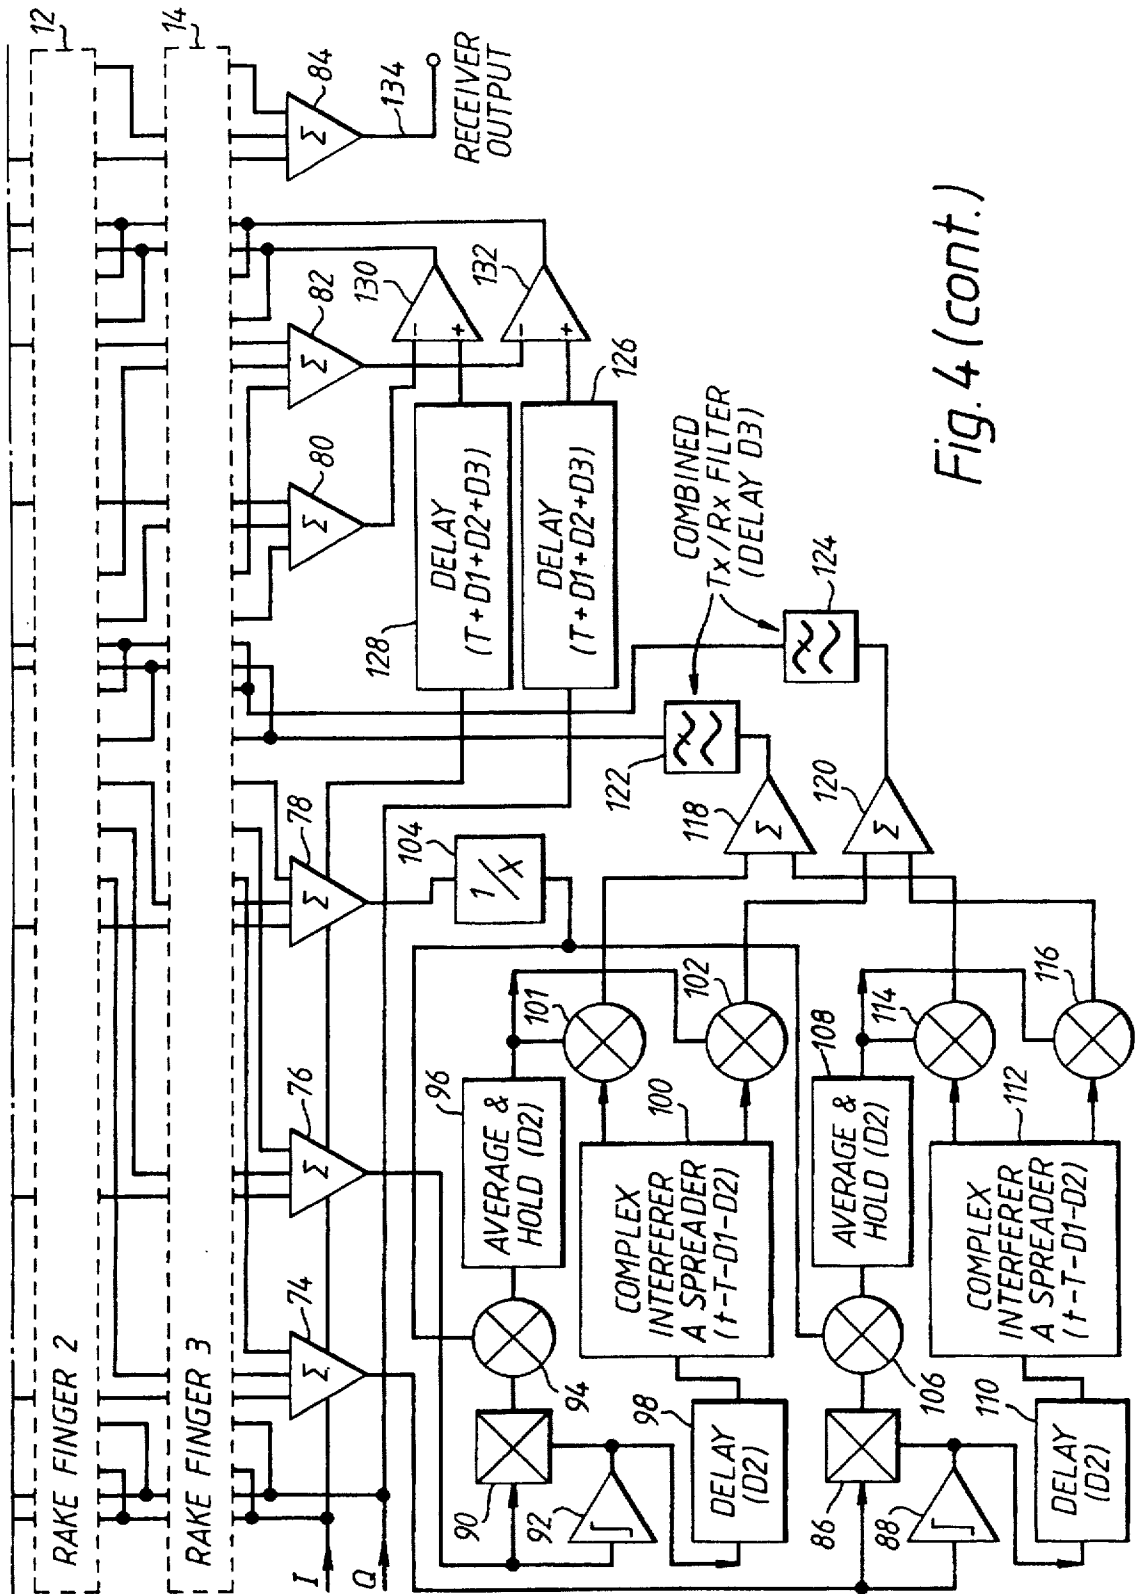 RAKE FINGER 2
12
RAKE FINGER 3
14
I
Q
Σ
74
Σ
76
Σ
78
Σ
80
Σ
82
Σ
84
134
RECEIVER
OUTPUT
104
1/X
128
DELAY
(T+D1+D2+D3)
DELAY
(T+D1+D2+D3)
126
-
+
130
-
+
132
90
92
94
AVERAGE &
HOLD (D2)
96
98
DELAY
(D2)
COMPLEX
INTERFERER
A SPREADER
(t-T-D1-D2)
100
101
102
86
88
106
AVERAGE &
HOLD (D2)
108
110
DELAY
(D2)
COMPLEX
INTERFERER
A SPREADER
(t-T-D1-D2)
112
114
116
118
Σ
120
Σ
122
124
COMBINED
Tx/Rx FILTER
(DELAY D3)
Fig. 4 (cont.)